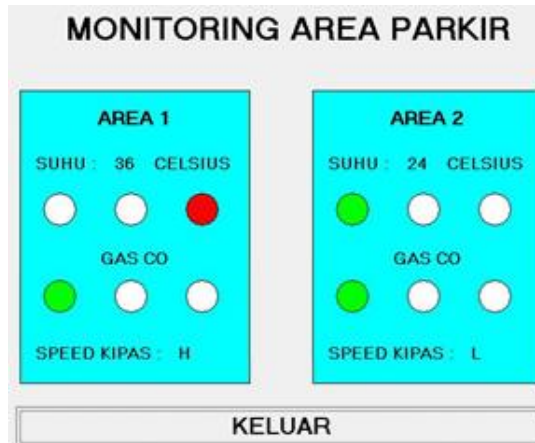 MONITORING AREA PARKIR
AREA 1
SUHU : 36 CELSIUS
GAS CO
SPEED KIPAS : H
AREA 2
SUHU : 24 CELSIUS
GAS CO
SPEED KIPAS : L
KELUAR